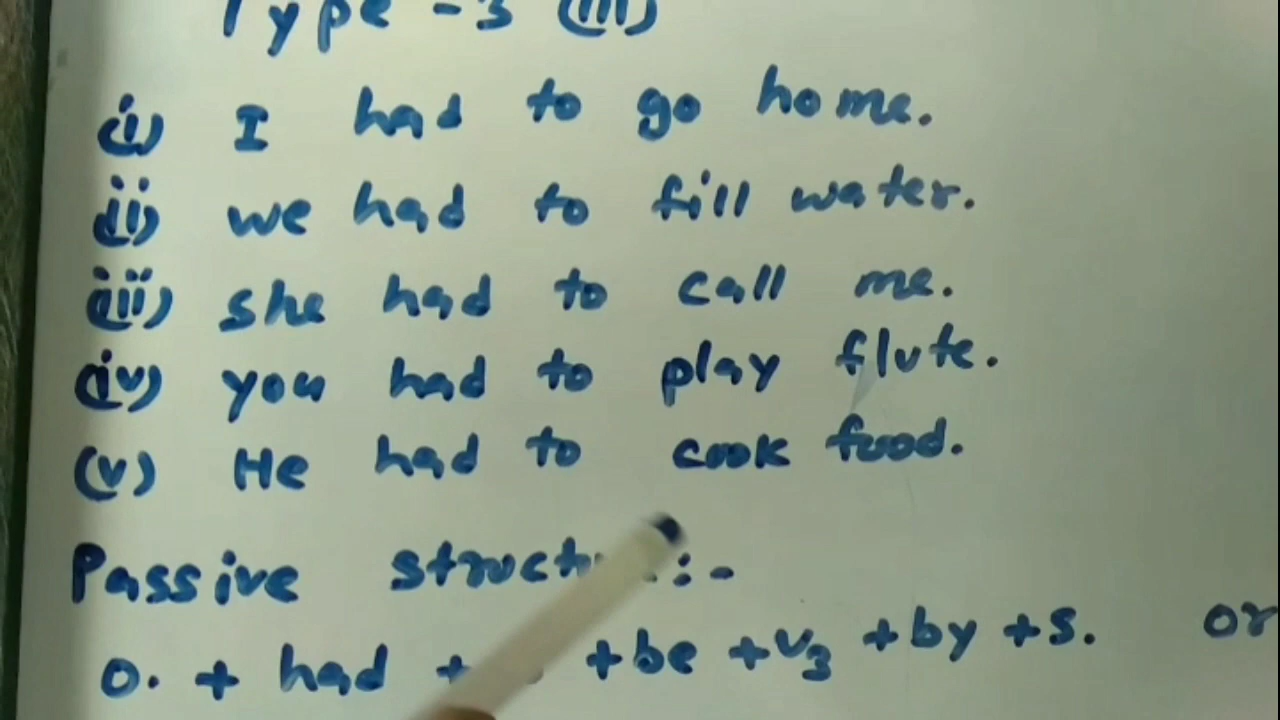 Type - 3 (iii)
(i) I had to go home.
(ii) we had to fill water.
(iii) she had to call me.
(iv) you had to play flute.
(v) He had to cook food.
Passive :-
o. + had + + be + v3 + by + s. or